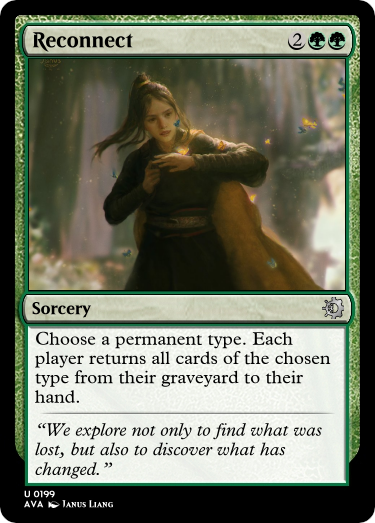 Reconnect 2
Sorcery
Choose a permanent type. Each
player returns all cards of the chosen
type from their graveyard to their
hand.
“We explore not only to find what was
lost, but also to discover what has
changed.”
U 0199
AVA Janus Liang